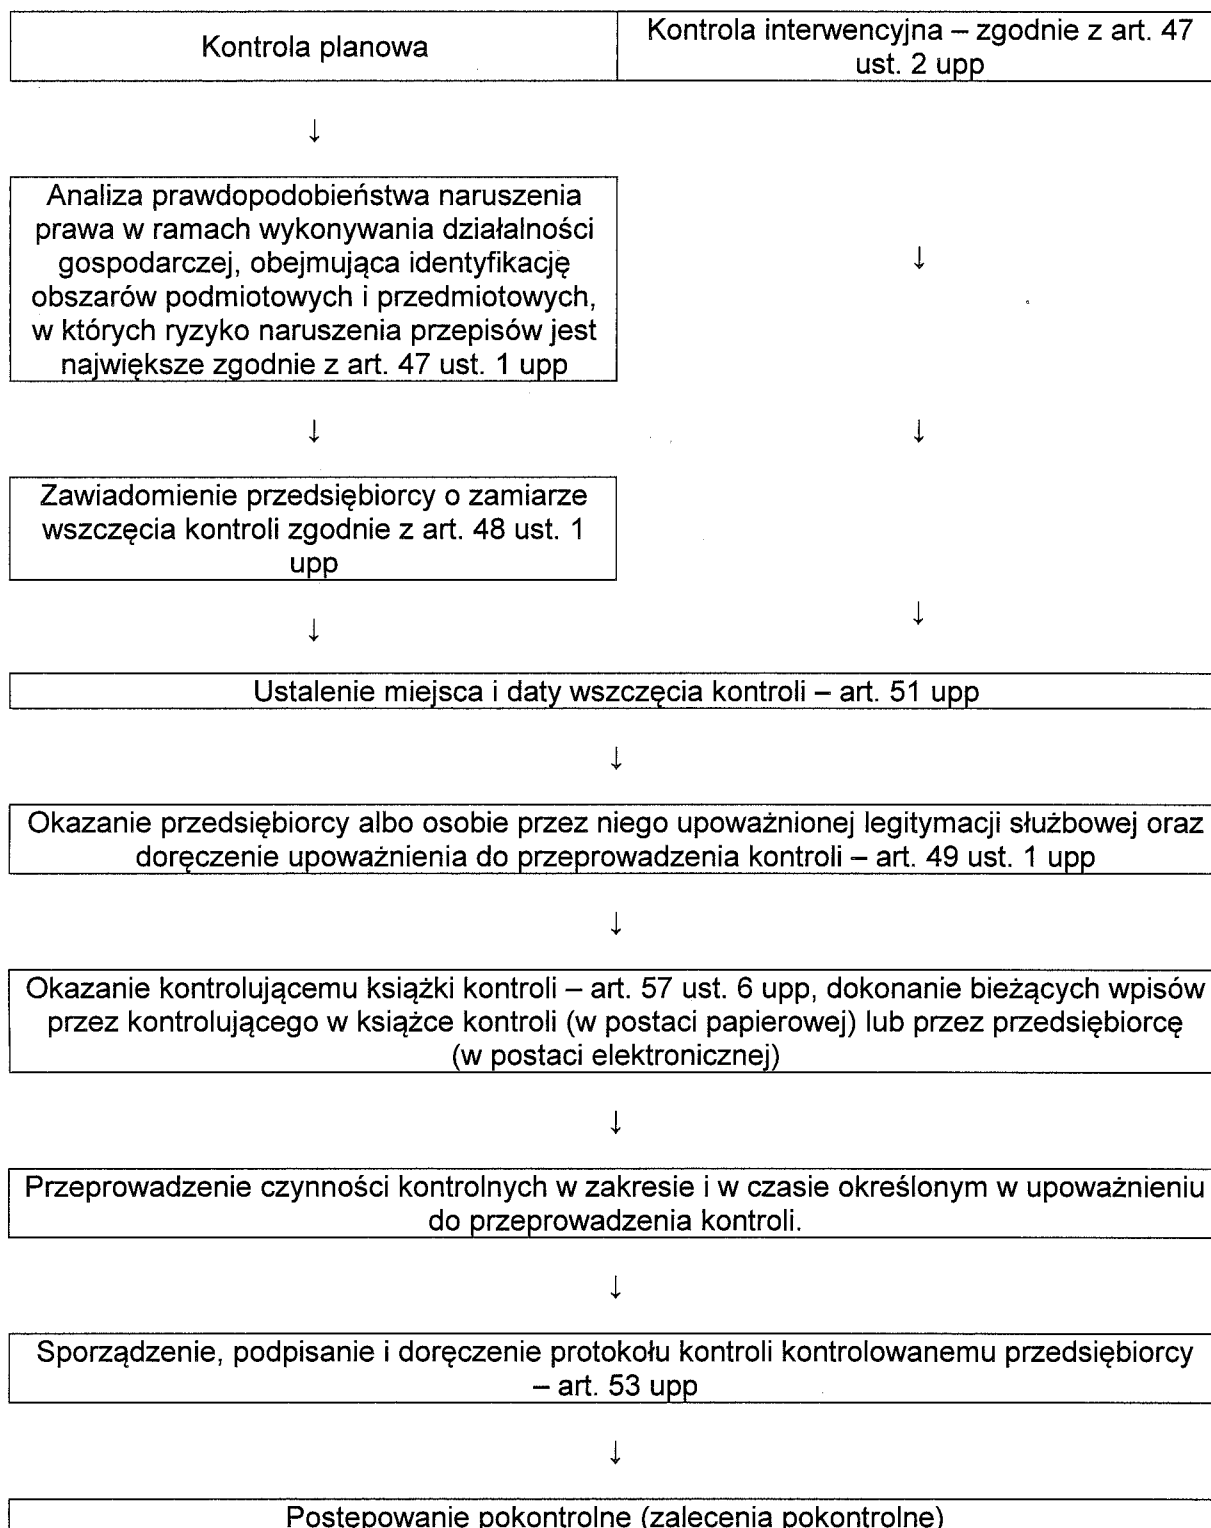 Kontrola planowa
Kontrola interwencyjna – zgodnie z art. 47
ust. 2 upp
↓
Analiza prawdopodobieństwa naruszenia
prawa w ramach wykonywania działalności
gospodarczej, obejmująca identyfikację
obszarów podmiotowych i przedmiotowych,
w których ryzyko naruszenia przepisów jest
największe zgodnie z art. 47 ust. 1 upp
↓
↓
↓
Zawiadomienie przedsiębiorcy o zamiarze
wszczęcia kontroli zgodnie z art. 48 ust. 1
upp
↓
↓
Ustalenie miejsca i daty wszczęcia kontroli – art. 51 upp
↓
Okazanie przedsiębiorcy albo osobie przez niego upoważnionej legitymacji służbowej oraz
doręczenie upoważnienia do przeprowadzenia kontroli – art. 49 ust. 1 upp
↓
Okazanie kontrolującemu książki kontroli – art. 57 ust. 6 upp, dokonanie bieżących wpisów
przez kontrolującego w książce kontroli (w postaci papierowej) lub przez przedsiębiorcę
(w postaci elektronicznej)
↓
Przeprowadzenie czynności kontrolnych w zakresie i w czasie określonym w upoważnieniu
do przeprowadzenia kontroli.
↓
Sporządzenie, podpisanie i doręczenie protokołu kontroli kontrolowanemu przedsiębiorcy
– art. 53 upp
↓
Postępowanie pokontrolne (zalecenia pokontrolne)